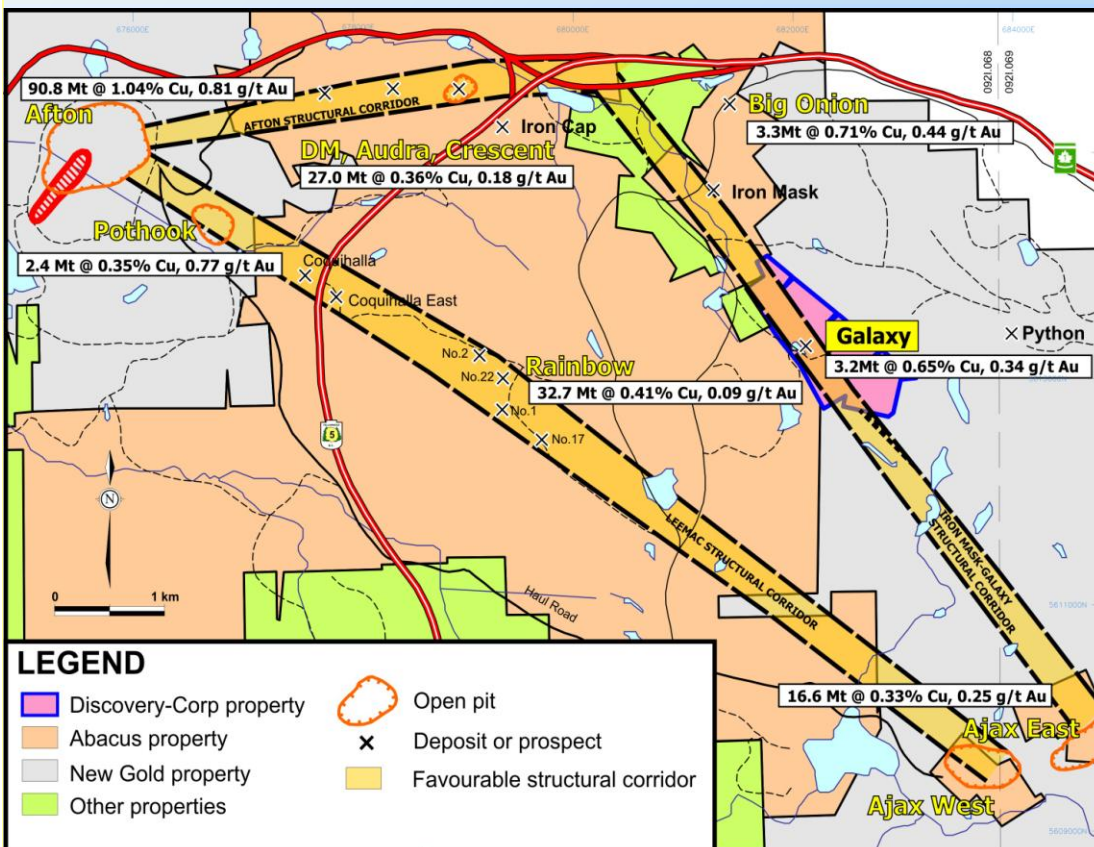 678000E
680000E
682000E
684000E
092I.068
092I.069
90.8 Mt @ 1.04% Cu, 0.81 g/t Au
Afton
AFTON STRUCTURAL CORRIDOR
Iron Cap
Big Onion
3.3Mt @ 0.71% Cu, 0.44 g/t Au
1
DM, Audra, Crescent
27.0 Mt @ 0.36% Cu, 0.18 g/t Au
Iron Mask
Pothook
2.4 Mt @ 0.35% Cu, 0.77 g/t Au
Coquihalla
Coquihalla East
Galaxy
Python
3.2Mt @ 0.65% Cu, 0.34 g/t Au
No.2
Rainbow
No.22
32.7 Mt @ 0.41% Cu, 0.09 g/t Au
No.1
5
No.17
N
LEEMAC STRUCTURAL CORRIDOR
IRON MASK-GALAXY
STRUCTURAL CORRIDOR
0 1 km
Haul Road
5611000N
16.6 Mt @ 0.33% Cu, 0.25 g/t Au
Ajax East
Ajax West
5609000N
LEGEND
Discovery-Corp property
Abacus property
New Gold property
Other properties
Open pit
Deposit or prospect
Favourable structural corridor